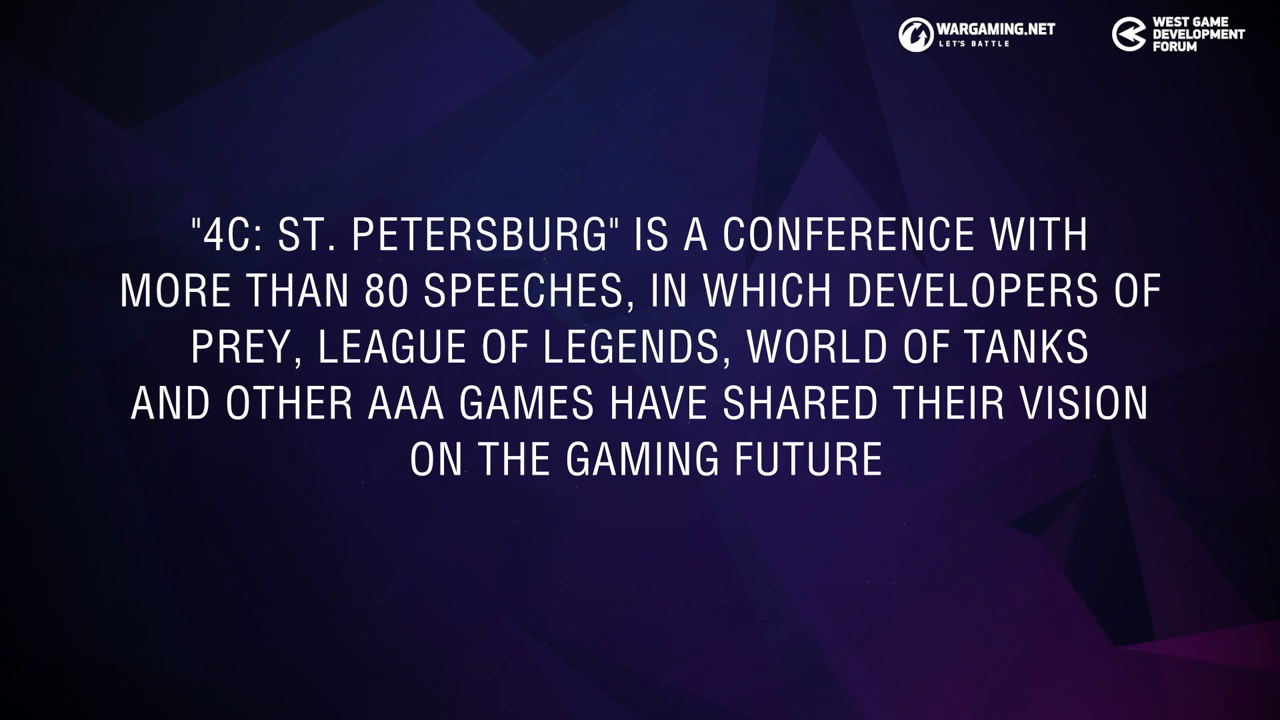 WARGAMING.NET
LET'S BATTLE
WEST GAME
DEVELOPMENT
FORUM
"4C: ST. PETERSBURG" IS A CONFERENCE WITH
MORE THAN 80 SPEECHES, IN WHICH DEVELOPERS OF
PREY, LEAGUE OF LEGENDS, WORLD OF TANKS
AND OTHER AAA GAMES HAVE SHARED THEIR VISION
ON THE GAMING FUTURE